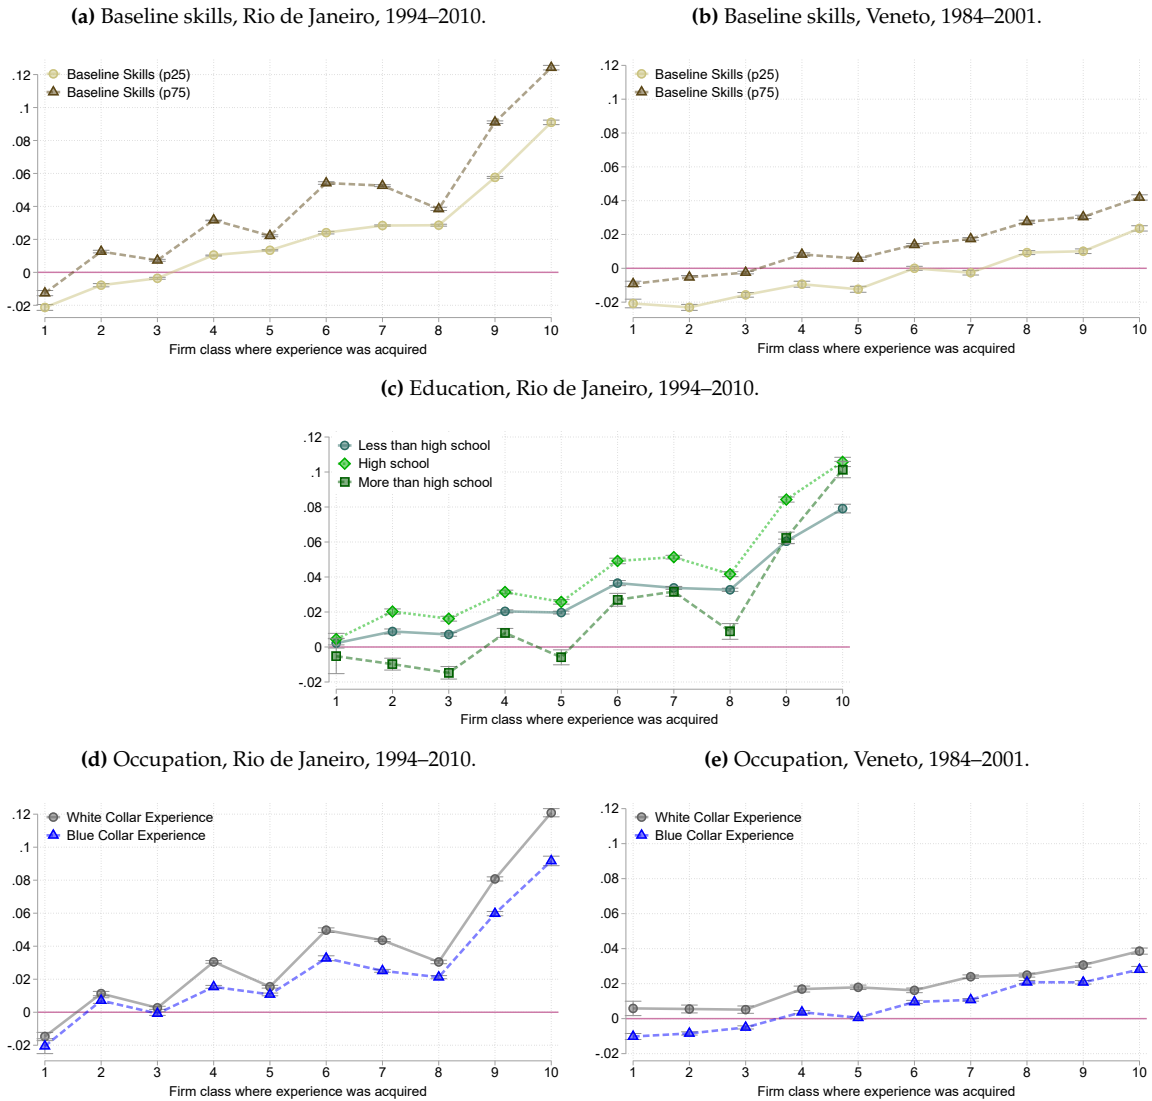 (a) Baseline skills, Rio de Janeiro, 1994–2010.
Baseline Skills (p25)
Baseline Skills (p75)
.12
.1
.08
.06
.04
.02
0
-.02
1 2 3 4 5 6 7 8 9 10
Firm class where experience was acquired
(b) Baseline skills, Veneto, 1984–2001.
Baseline Skills (p25)
Baseline Skills (p75)
.12
.1
.08
.06
.04
.02
0
-.02
1 2 3 4 5 6 7 8 9 10
Firm class where experience was acquired
(c) Education, Rio de Janeiro, 1994–2010.
Less than high school
High school
More than high school
.12
.1
.08
.06
.04
.02
0
-.02
1 2 3 4 5 6 7 8 9 10
Firm class where experience was acquired
(d) Occupation, Rio de Janeiro, 1994–2010.
White Collar Experience
Blue Collar Experience
.12
.1
.08
.06
.04
.02
0
-.02
1 2 3 4 5 6 7 8 9 10
Firm class where experience was acquired
(e) Occupation, Veneto, 1984–2001.
White Collar Experience
Blue Collar Experience
.12
.1
.08
.06
.04
.02
0
-.02
1 2 3 4 5 6 7 8 9 10
Firm class where experience was acquired